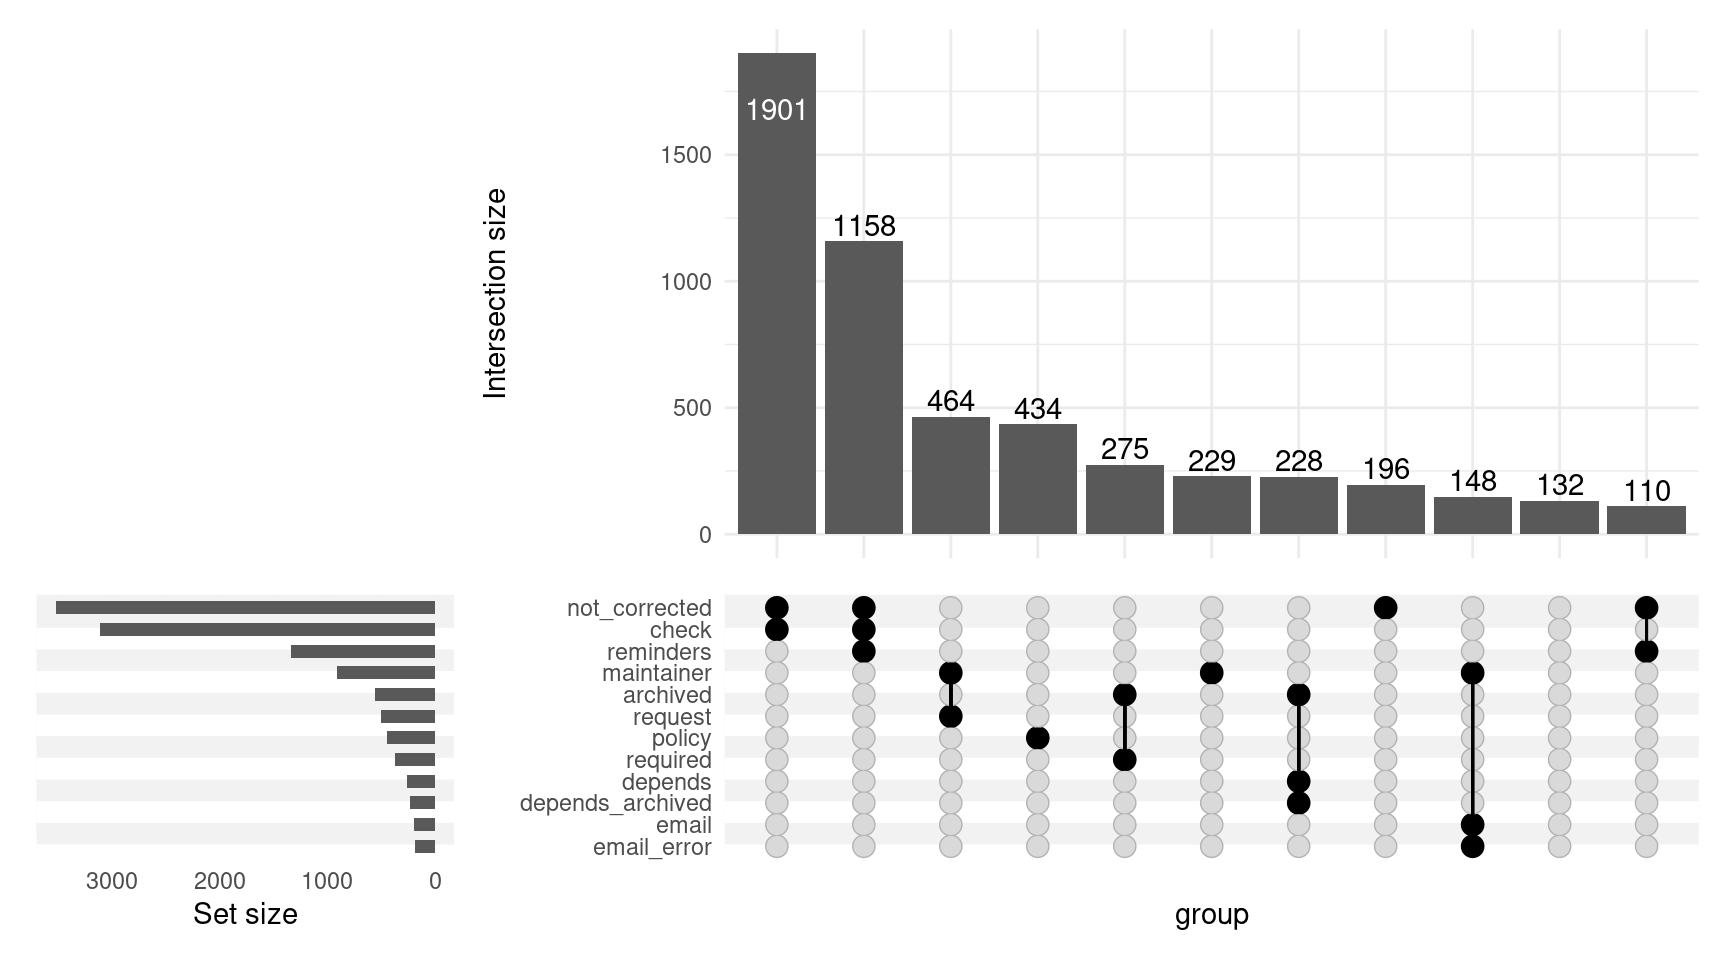 1901
1158
464
434
275
229
228
196
148
132
110
Intersection size
1500
1000
500
0
not_corrected
check
reminders
maintainer
archived
request
policy
required
depends
depends_archived
email
email_error
3000 2000 1000 0
Set size
group